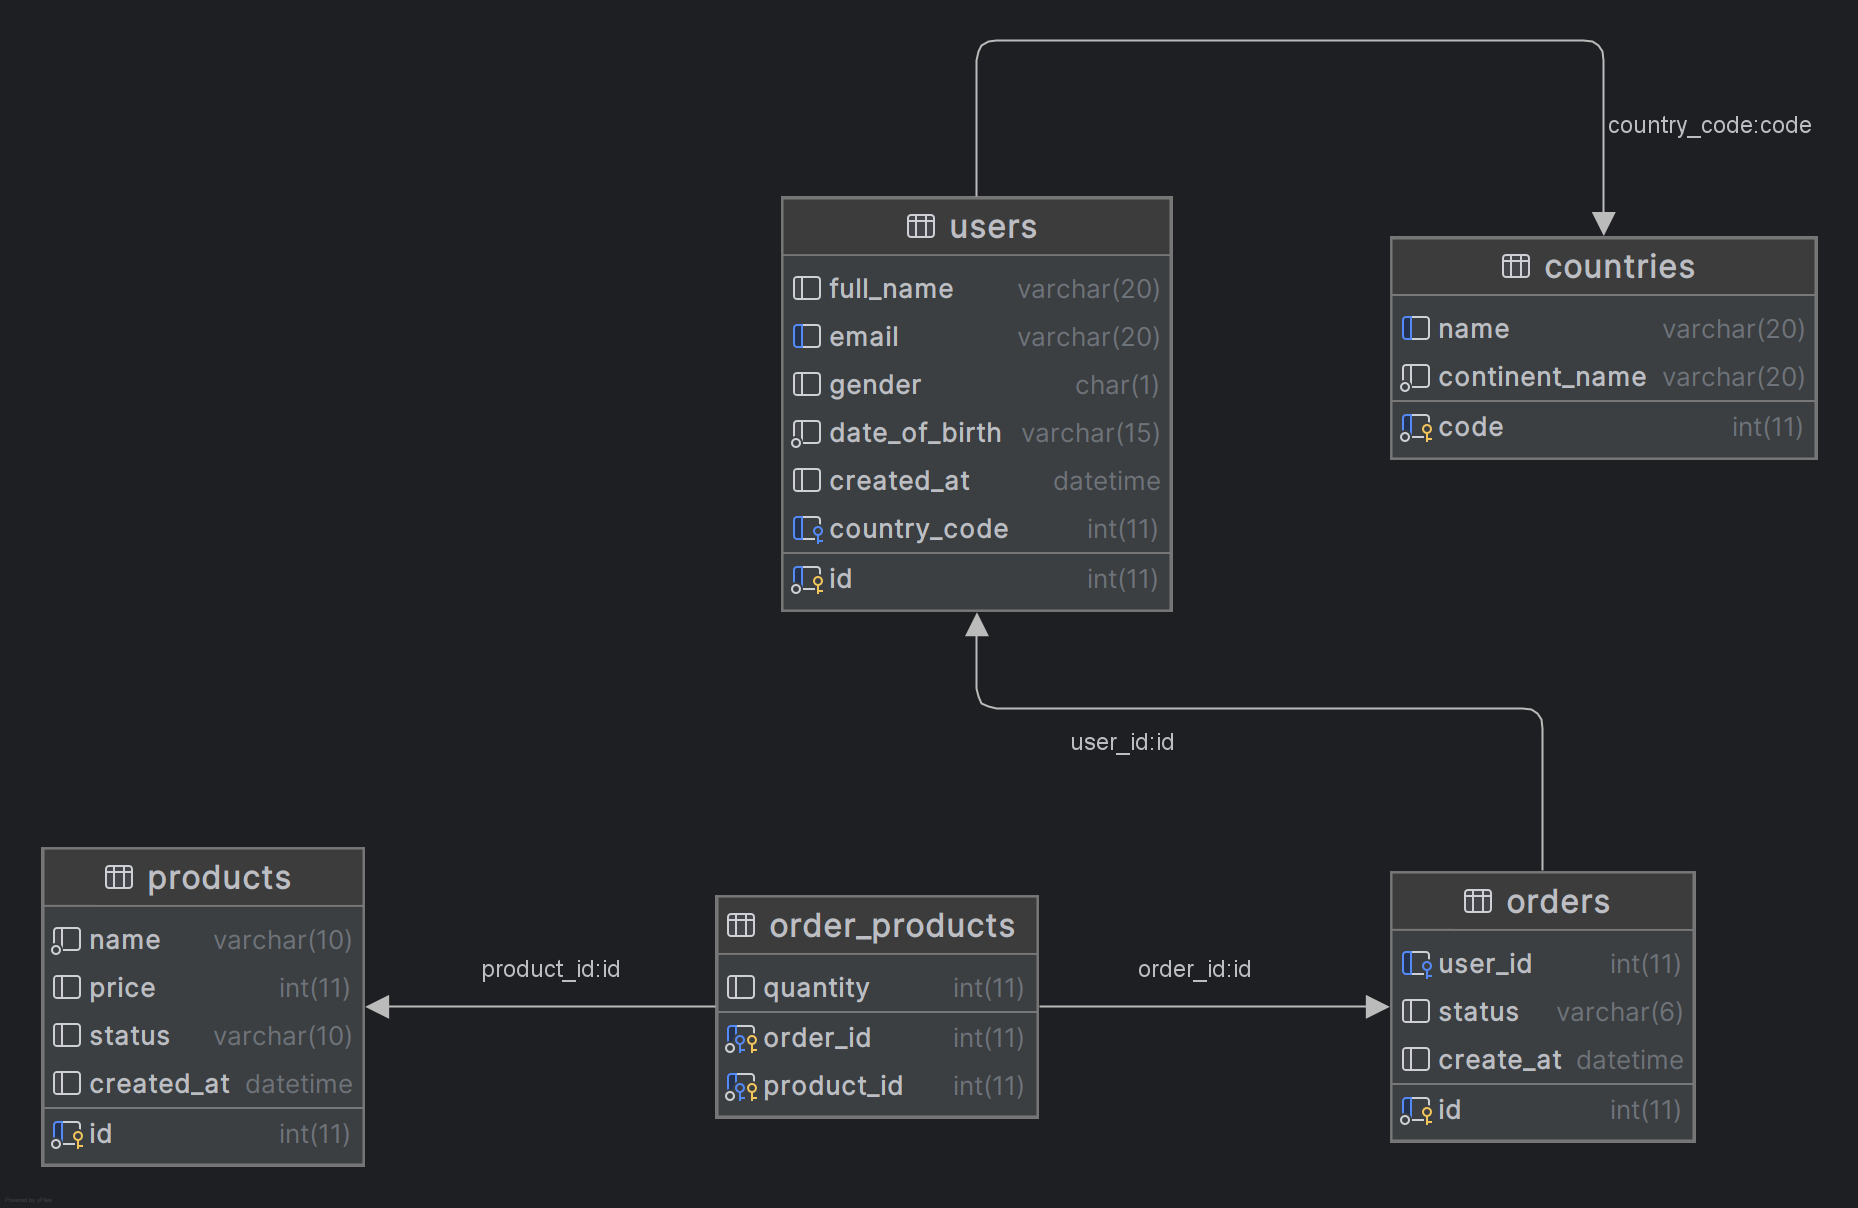 country_code:code
users
full_name varchar(20)
email varchar(20)
gender char(1)
date_of_birth varchar(15)
created_at datetime
country_code int(11)
id int(11)
countries
name varchar(20)
continent_name varchar(20)
code int(11)
user_id:id
products
name varchar(10)
price int(11)
status varchar(10)
created_at datetime
id int(11)
product_id:id
order_products
quantity int(11)
order_id int(11)
product_id int(11)
order_id:id
orders
user_id int(11)
status varchar(6)
create_at datetime
id int(11)
Powered by yFiles